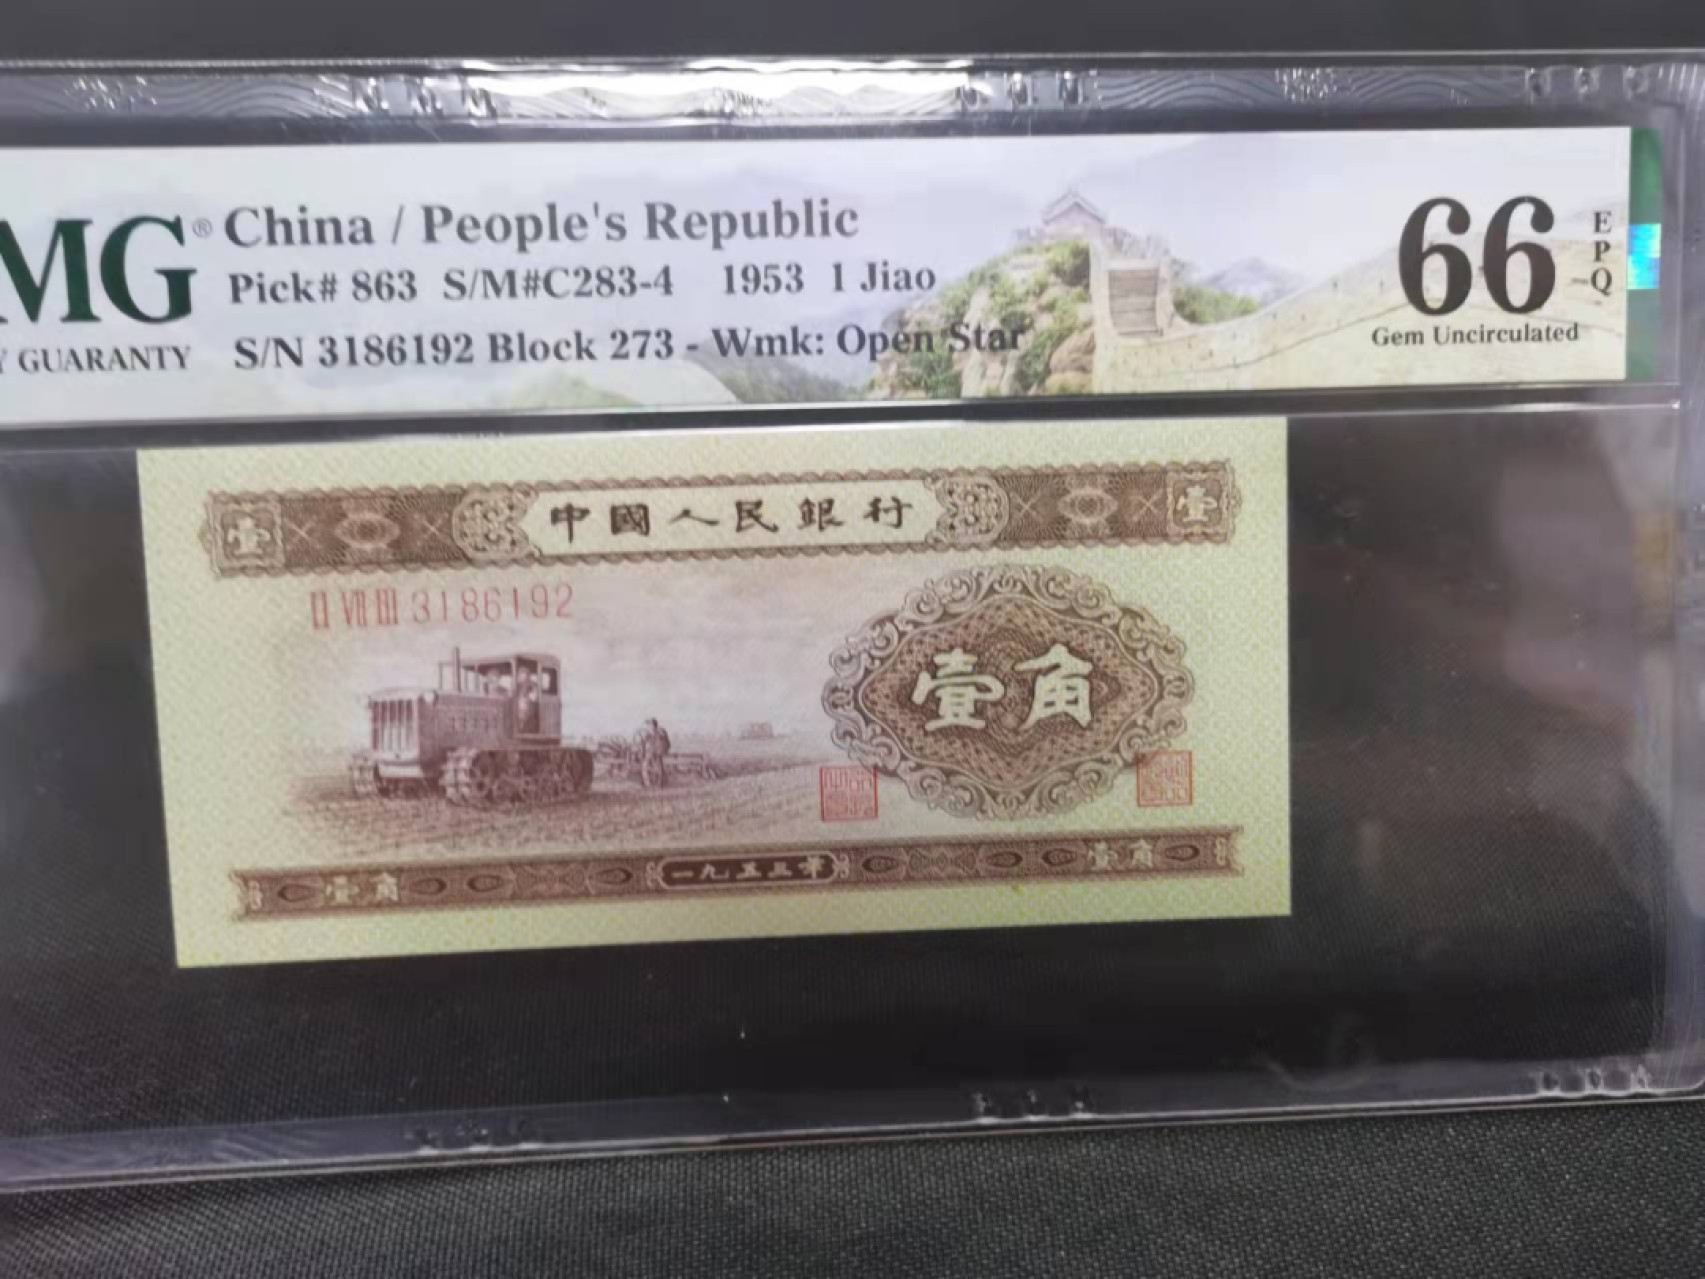 MG® China / People's Republic
Pick# 863 S/M#C283-4 1953 1 Jiao
GUARANTY S/N 3186192 Block 273 - Wmk: Open Star
66 EPQ
Gem Uncirculated
壹 中國人民銀行 壹
II VII III 3186192
壹角
壹角 一九五三年 壹角